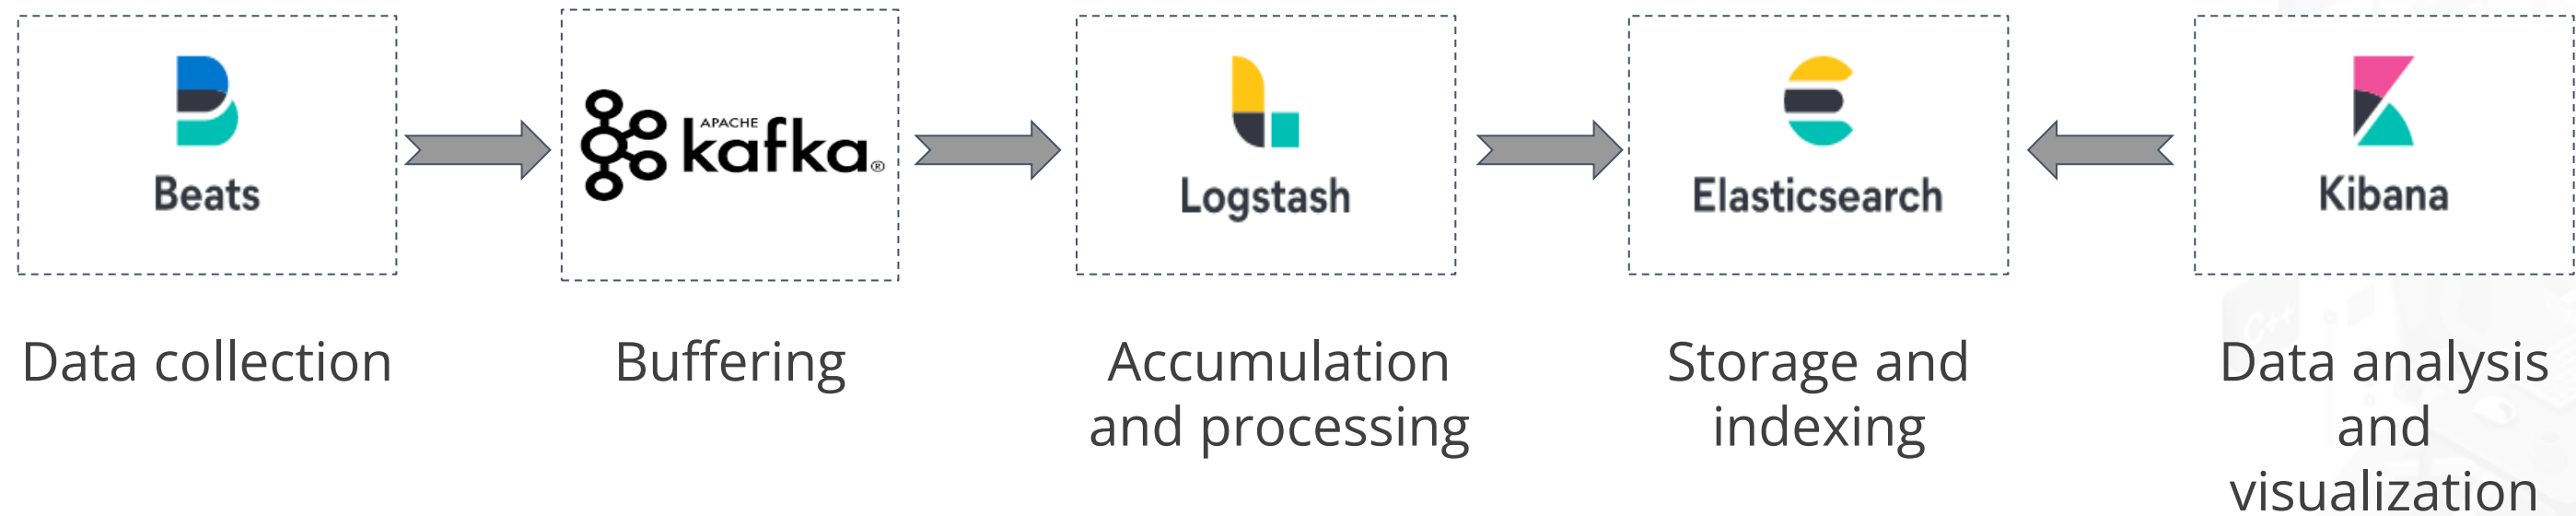 Beats
APACHE
kafka®
Logstash
Elasticsearch
Kibana
Data collection
Buffering
Accumulation
and processing
Storage and
indexing
Data analysis
and
visualization
C++